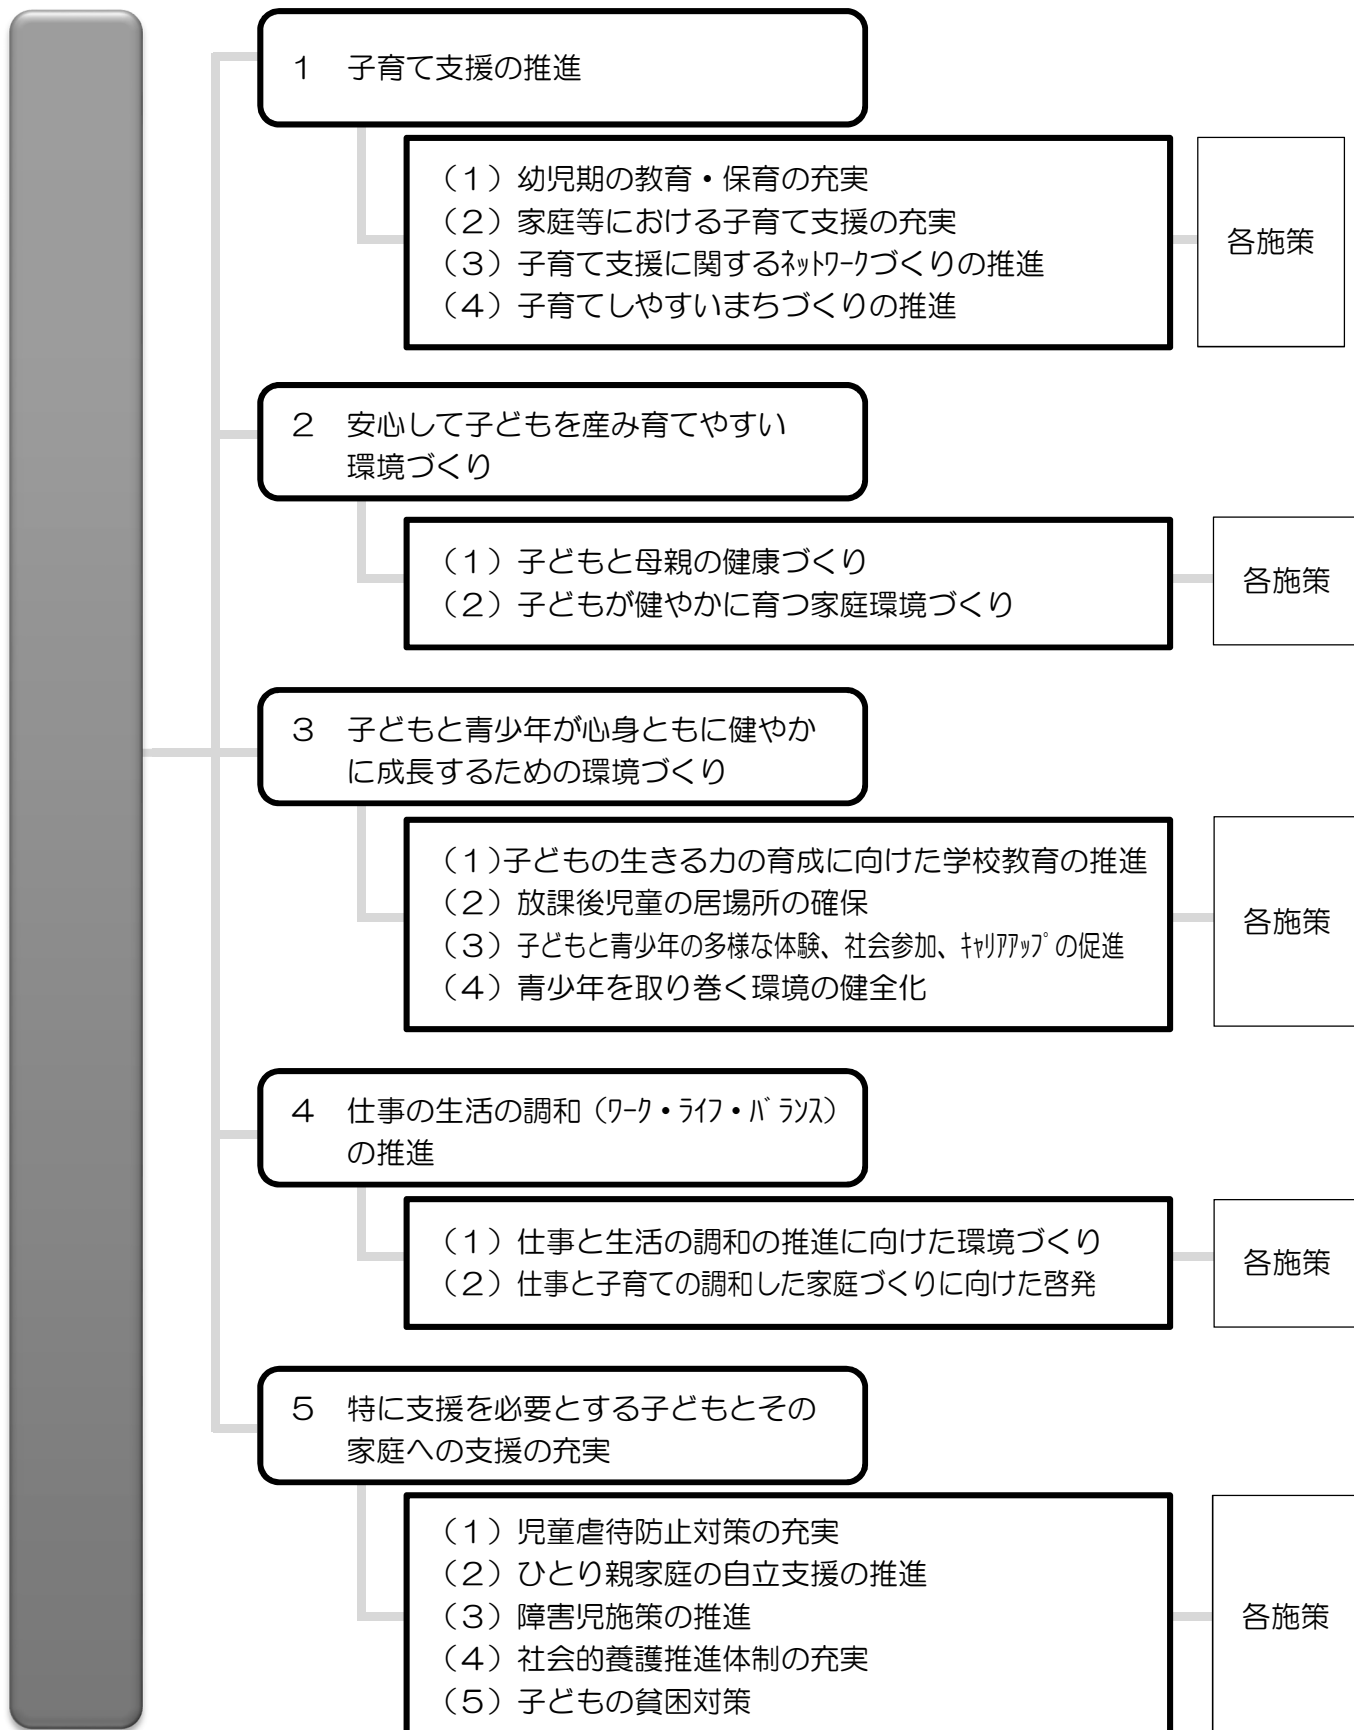 １　子育て支援の推進
（１）幼児期の教育・保育の充実
（２）家庭等における子育て支援の充実
（３）子育て支援に関するﾈｯﾄﾜｰｸづくりの推進
（４）子育てしやすいまちづくりの推進
各施策
２　安心して子どもを産み育てやすい
環境づくり
（１）子どもと母親の健康づくり
（２）子どもが健やかに育つ家庭環境づくり
各施策
３　子どもと青少年が心身ともに健やか
に成長するための環境づくり
（１）子どもの生きる力の育成に向けた学校教育の推進
（２）放課後児童の居場所の確保
（３）子どもと青少年の多様な体験、社会参加、ｷｬﾘｱｱｯﾌﾟの促進
（４）青少年を取り巻く環境の健全化
各施策
４　仕事の生活の調和（ﾜｰｸ・ﾗｲﾌ・ﾊﾞﾗﾝｽ）
の推進
（１）仕事と生活の調和の推進に向けた環境づくり
（２）仕事と子育ての調和した家庭づくりに向けた啓発
各施策
５　特に支援を必要とする子どもとその
家庭への支援の充実
（１）児童虐待防止対策の充実
（２）ひとり親家庭の自立支援の推進
（３）障害児施策の推進
（４）社会的養護推進体制の充実
（５）子どもの貧困対策
各施策